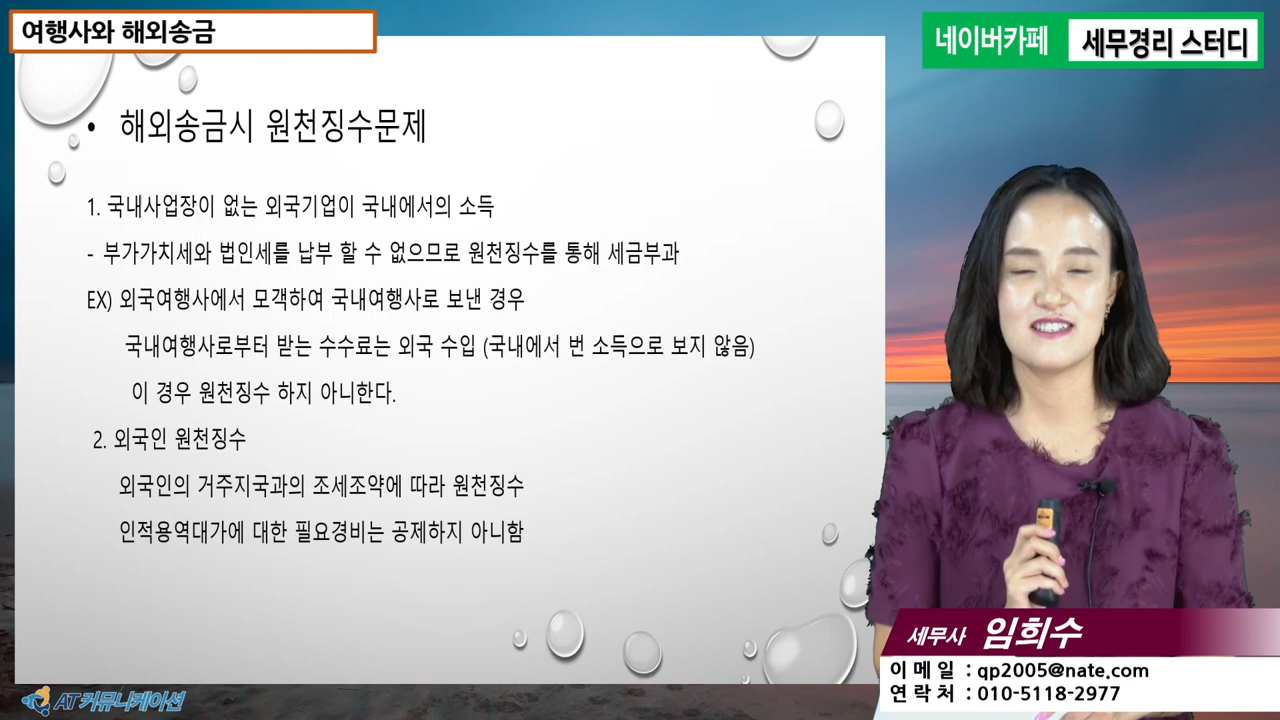 여행사와 해외송금
네이버카페 세무경리 스터디
• 해외송금시 원천징수문제
1. 국내사업장이 없는 외국기업이 국내에서의 소득
- 부가가치세와 법인세를 납부 할 수 없으므로 원천징수를 통해 세금부과
EX) 외국여행사에서 모객하여 국내여행사로 보낸 경우
국내여행사로부터 받는 수수료는 외국 수입 (국내에서 번 소득으로 보지 않음)
이 경우 원천징수 하지 아니한다.
2. 외국인 원천징수
외국인의 거주지국과의 조세조약에 따라 원천징수
인적용역대가에 대한 필요경비는 공제하지 아니함
세무사 임희수
이 메 일 : qp2005@nate.com
연 락 처 : 010-5118-2977
AT커뮤니케이션